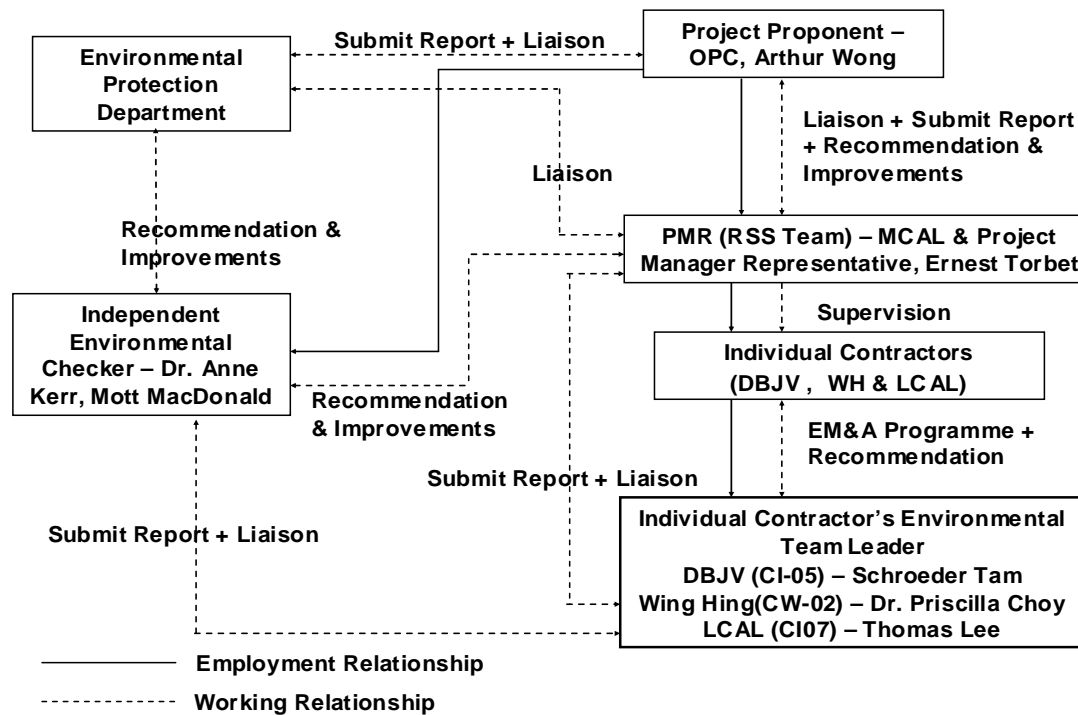 Environmental
Protection
Department
Submit Report + Liaison
Project Proponent –
OPC, Arthur Wong
Liaison + Submit Report
+ Recommendation &
Improvements
Liaison
Recommendation &
Improvements
PMR (RSS Team) – MCAL & Project
Manager Representative, Ernest Torbet
Independent
Environmental
Checker – Dr. Anne
Kerr, Mott MacDonald
Supervision
Individual Contractors
(DBJV , WH & LCAL)
Recommendation
& Improvements
EM&A Programme +
Recommendation
Submit Report + Liaison
Submit Report + Liaison
Individual Contractor's Environmental
Team Leader
DBJV (CI-05) – Schroeder Tam
Wing Hing(CW-02) – Dr. Priscilla Choy
LCAL (CI07) – Thomas Lee
Employment Relationship
Working Relationship